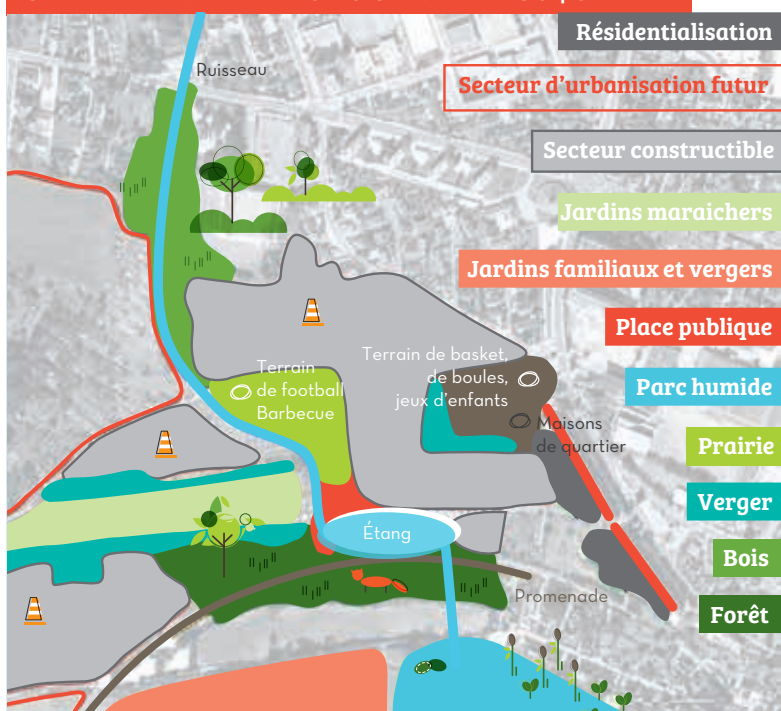 Résidentialisation
Ruisseau
Secteur d'urbanisation futur
Secteur constructible
Jardins maraichers
Jardins familiaux et vergers
Place publique
Terrain de basket,
de boules,
jeux d'enfants
Terrain
de football
Barbecue
Parc humide
Maisons
de quartier
Prairie
Verger
Étang
Bois
Promenade
Forêt